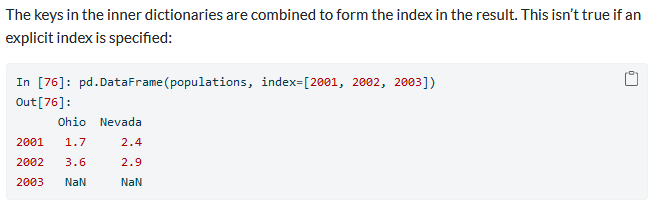 The keys in the inner dictionaries are combined to form the index in the result. This isn’t true if an
explicit index is specified:
In [76]: pd.DataFrame(populations, index=[2001, 2002, 2003])
Out[76]:
      Ohio  Nevada
2001   1.7     2.4
2002   3.6     2.9
2003   NaN     NaN